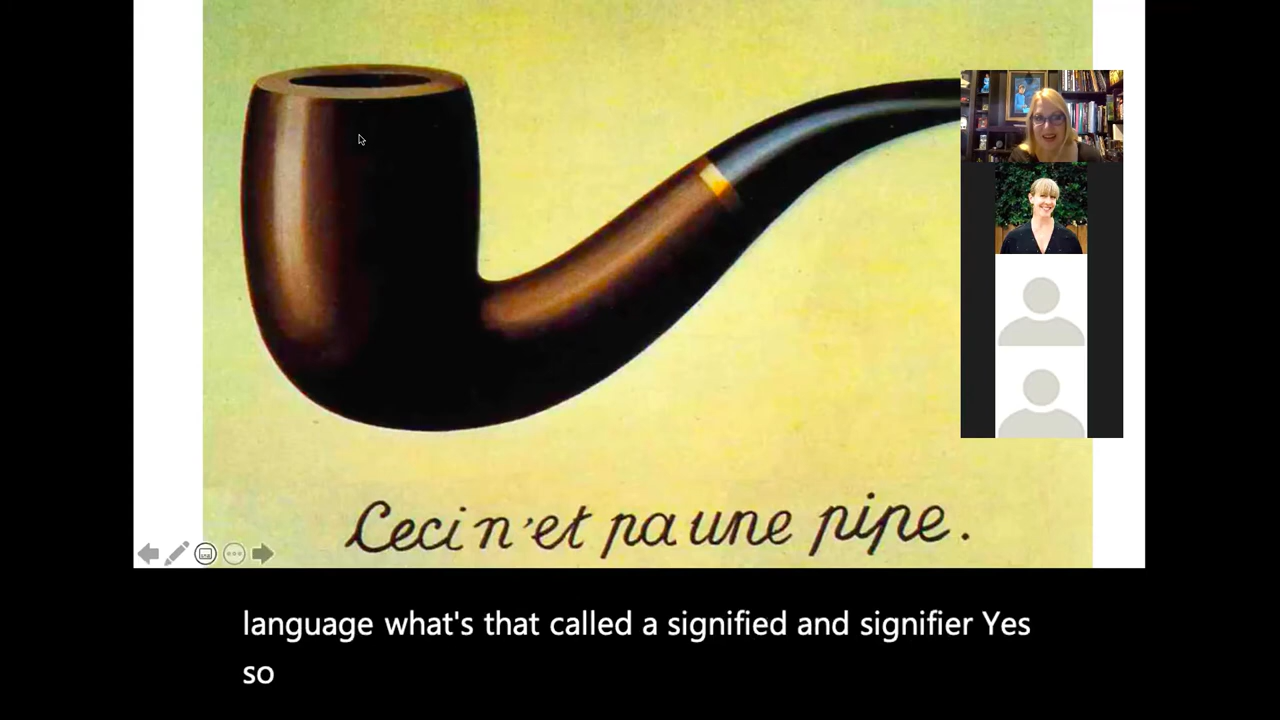 Ceci n'et pa une pipe.
language what's that called a signified and signifier Yes
so